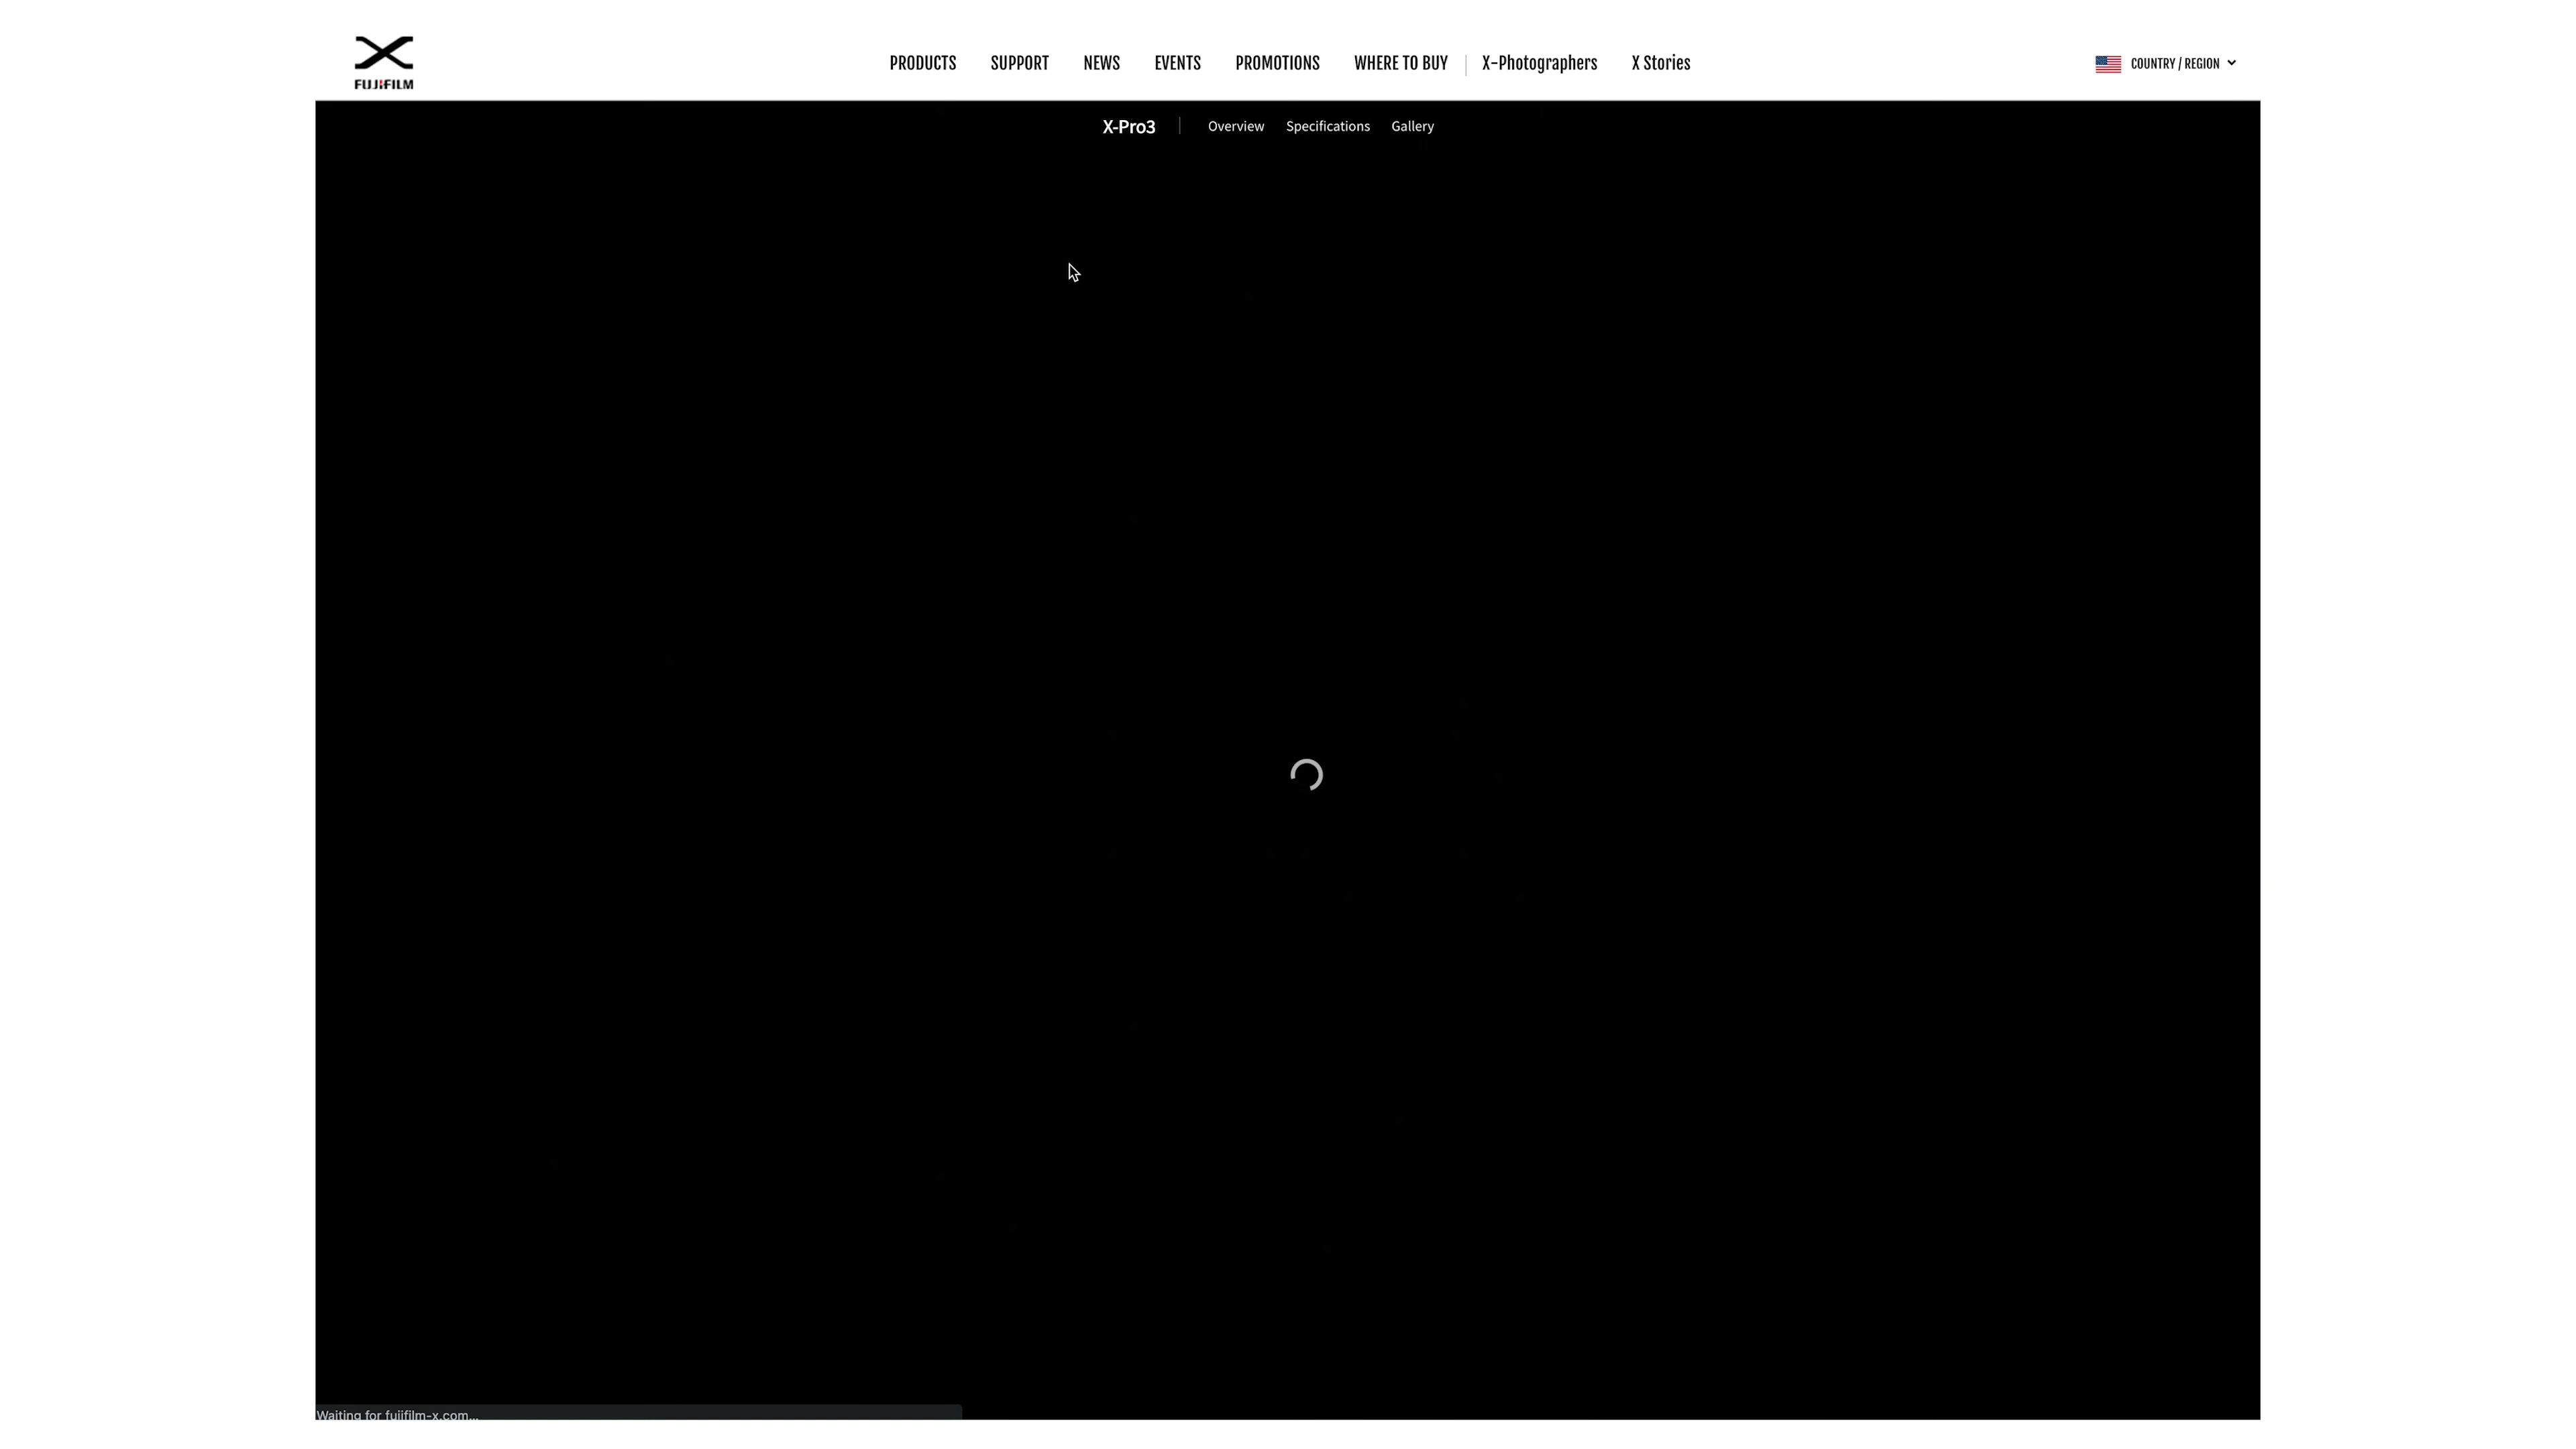 FUJIFILM
PRODUCTS SUPPORT NEWS EVENTS PROMOTIONS WHERE TO BUY X-Photographers X Stories
COUNTRY / REGION
X-Pro3 Overview Specifications Gallery
Waiting for fujifilm-x.com...